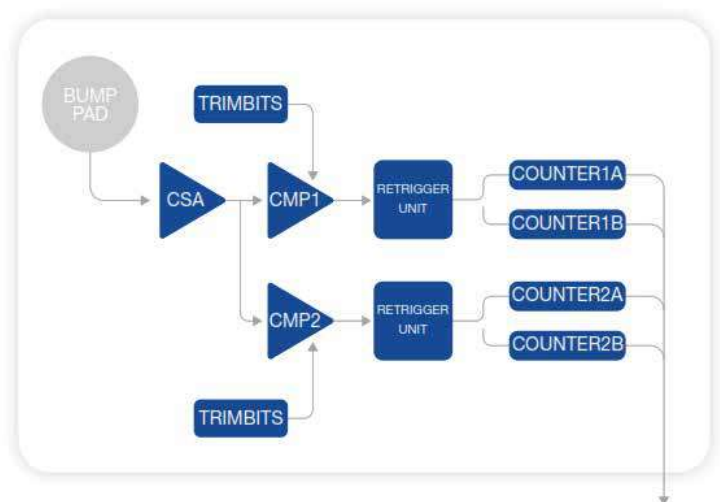 BUMP
PAD
TRIMBITS
CSA
CMP1
RETRIGGER
UNIT
COUNTER1A
COUNTER1B
CMP2
RETRIGGER
UNIT
COUNTER2A
COUNTER2B
TRIMBITS